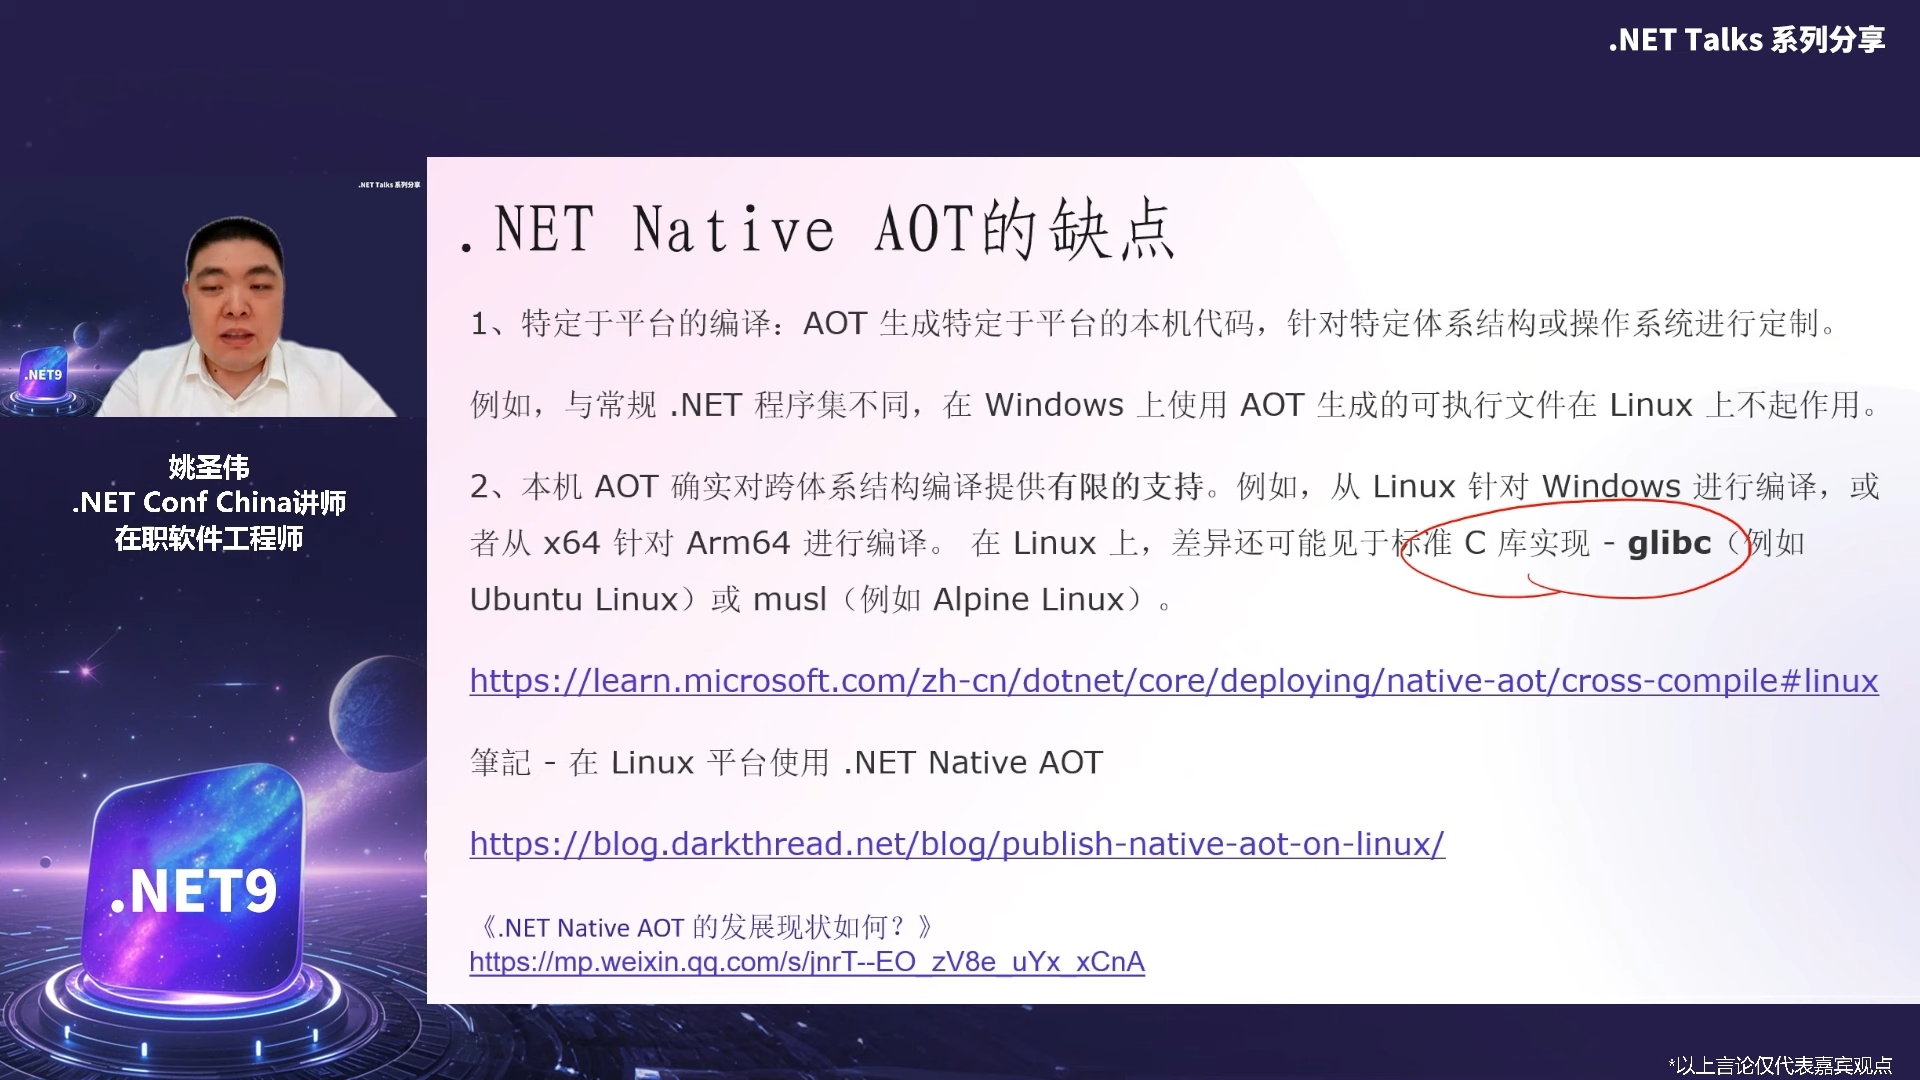 .NET Talks 系列分享
.NET Talks 系列分享
.NET9
姚圣伟
.NET Conf China讲师
在职软件工程师
.NET9
.NET Native AOT的缺点
1、特定于平台的编译：AOT 生成特定于平台的本机代码，针对特定体系结构或操作系统进行定制。
例如，与常规 .NET 程序集不同，在 Windows 上使用 AOT 生成的可执行文件在 Linux 上不起作用。
2、本机 AOT 确实对跨体系结构编译提供有限的支持。例如，从 Linux 针对 Windows 进行编译，或
者从 x64 针对 Arm64 进行编译。 在 Linux 上，差异还可能见于标准 C 库实现 - glibc（例如
Ubuntu Linux）或 musl（例如 Alpine Linux）。
https://learn.microsoft.com/zh-cn/dotnet/core/deploying/native-aot/cross-compile#linux
筆記 - 在 Linux 平台使用 .NET Native AOT
https://blog.darkthread.net/blog/publish-native-aot-on-linux/
《.NET Native AOT 的发展现状如何？》
https://mp.weixin.qq.com/s/jnrT--EO_zV8e_uYx_xCnA
*以上言论仅代表嘉宾观点